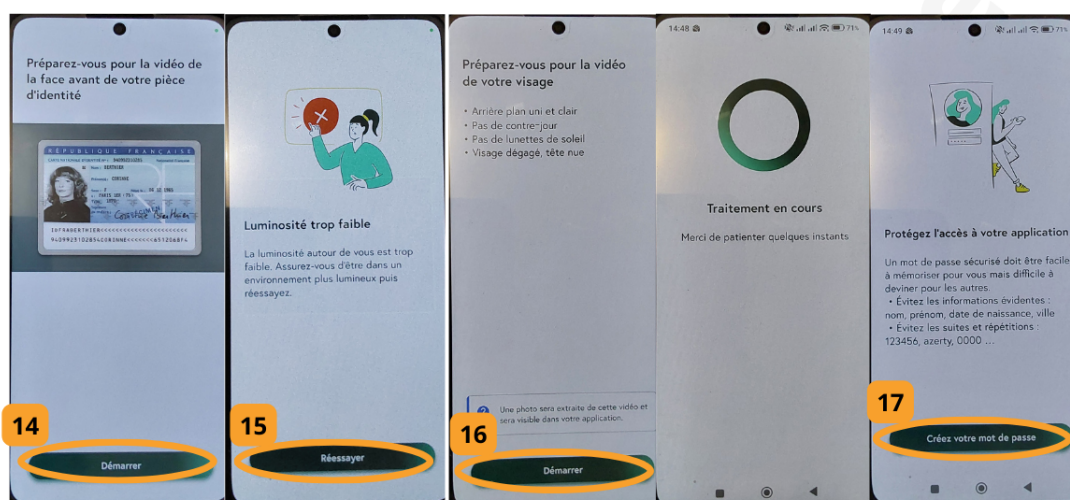 Préparez-vous pour la vidéo de
la face avant de votre pièce
d'identité
RÉPUBLIQUE FRANÇAISE
BERTHIER
CORINNE
14
Démarrer
Luminosité trop faible
La luminosité autour de vous est trop
faible. Assurez-vous d'être dans un
environnement plus lumineux puis
réessayez.
15
Réessayer
Préparez-vous pour la vidéo
de votre visage
• Arrière plan uni et clair
• Pas de contre-jour
• Pas de lunettes de soleil
• Visage dégagé, tête nue
? Une photo sera extraite de cette vidéo et
sera visible dans votre application.
16
Démarrer
14:48 71%
Traitement en cours
Merci de patienter quelques instants
14:49 71%
Protégez l'accès à votre application
Un mot de passe sécurisé doit être facile
à mémoriser pour vous mais difficile à
deviner pour les autres.
• Évitez les informations évidentes :
nom, prénom, date de naissance, ville
• Évitez les suites et répétitions :
123456, azerty, 0000 ...
17
Créez votre mot de passe